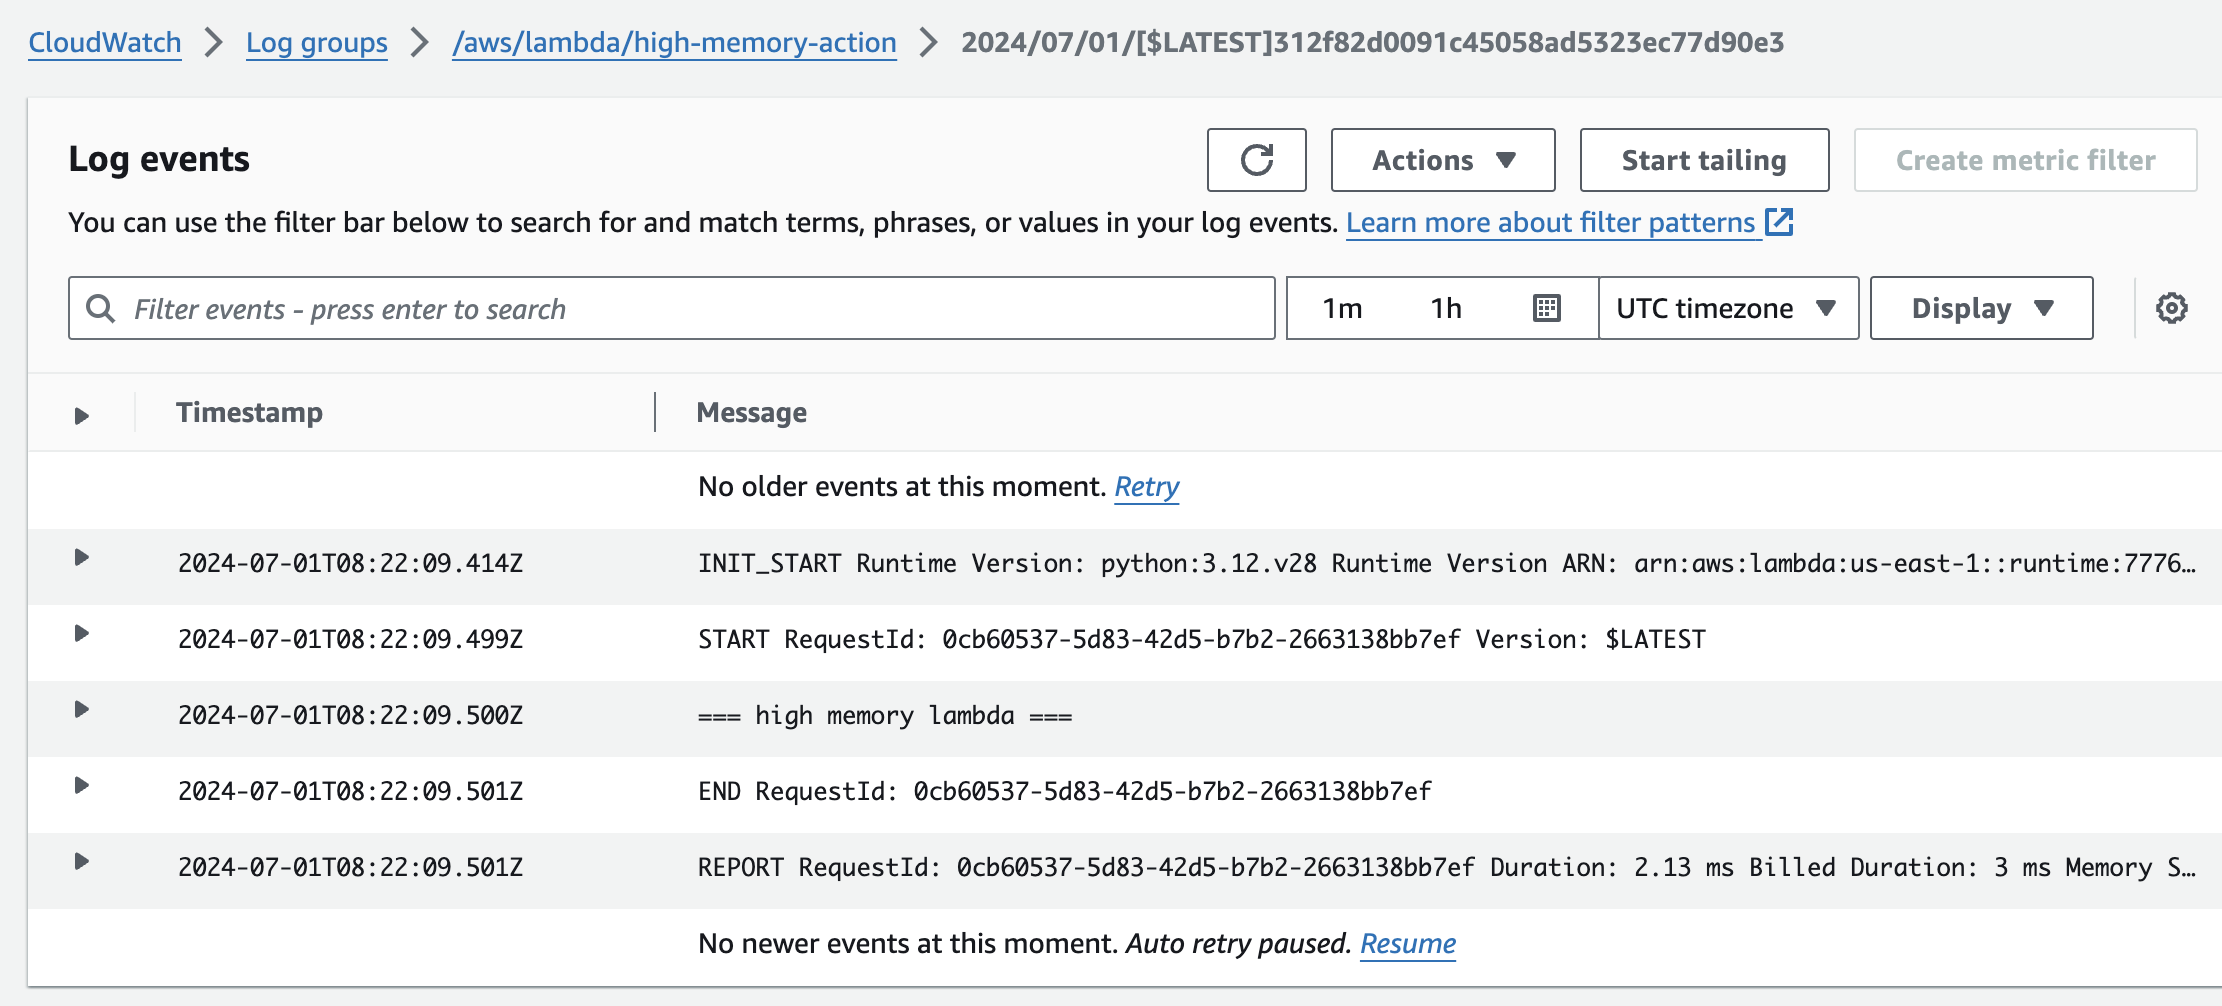 CloudWatch > Log groups > /aws/lambda/high-memory-action > 2024/07/01/[$LATEST]312f82d0091c45058ad5323ec77d90e3
Log events
Actions
Start tailing
Create metric filter
You can use the filter bar below to search for and match terms, phrases, or values in your log events. Learn more about filter patterns
Filter events - press enter to search
1m 1h
UTC timezone
Display
Timestamp Message
No older events at this moment. Retry
2024-07-01T08:22:09.414Z INIT_START Runtime Version: python:3.12.v28 Runtime Version ARN: arn:aws:lambda:us-east-1::runtime:7776…
2024-07-01T08:22:09.499Z START RequestId: 0cb60537-5d83-42d5-b7b2-2663138bb7ef Version: $LATEST
2024-07-01T08:22:09.500Z === high memory lambda ===
2024-07-01T08:22:09.501Z END RequestId: 0cb60537-5d83-42d5-b7b2-2663138bb7ef
2024-07-01T08:22:09.501Z REPORT RequestId: 0cb60537-5d83-42d5-b7b2-2663138bb7ef Duration: 2.13 ms Billed Duration: 3 ms Memory S…
No newer events at this moment. Auto retry paused. Resume